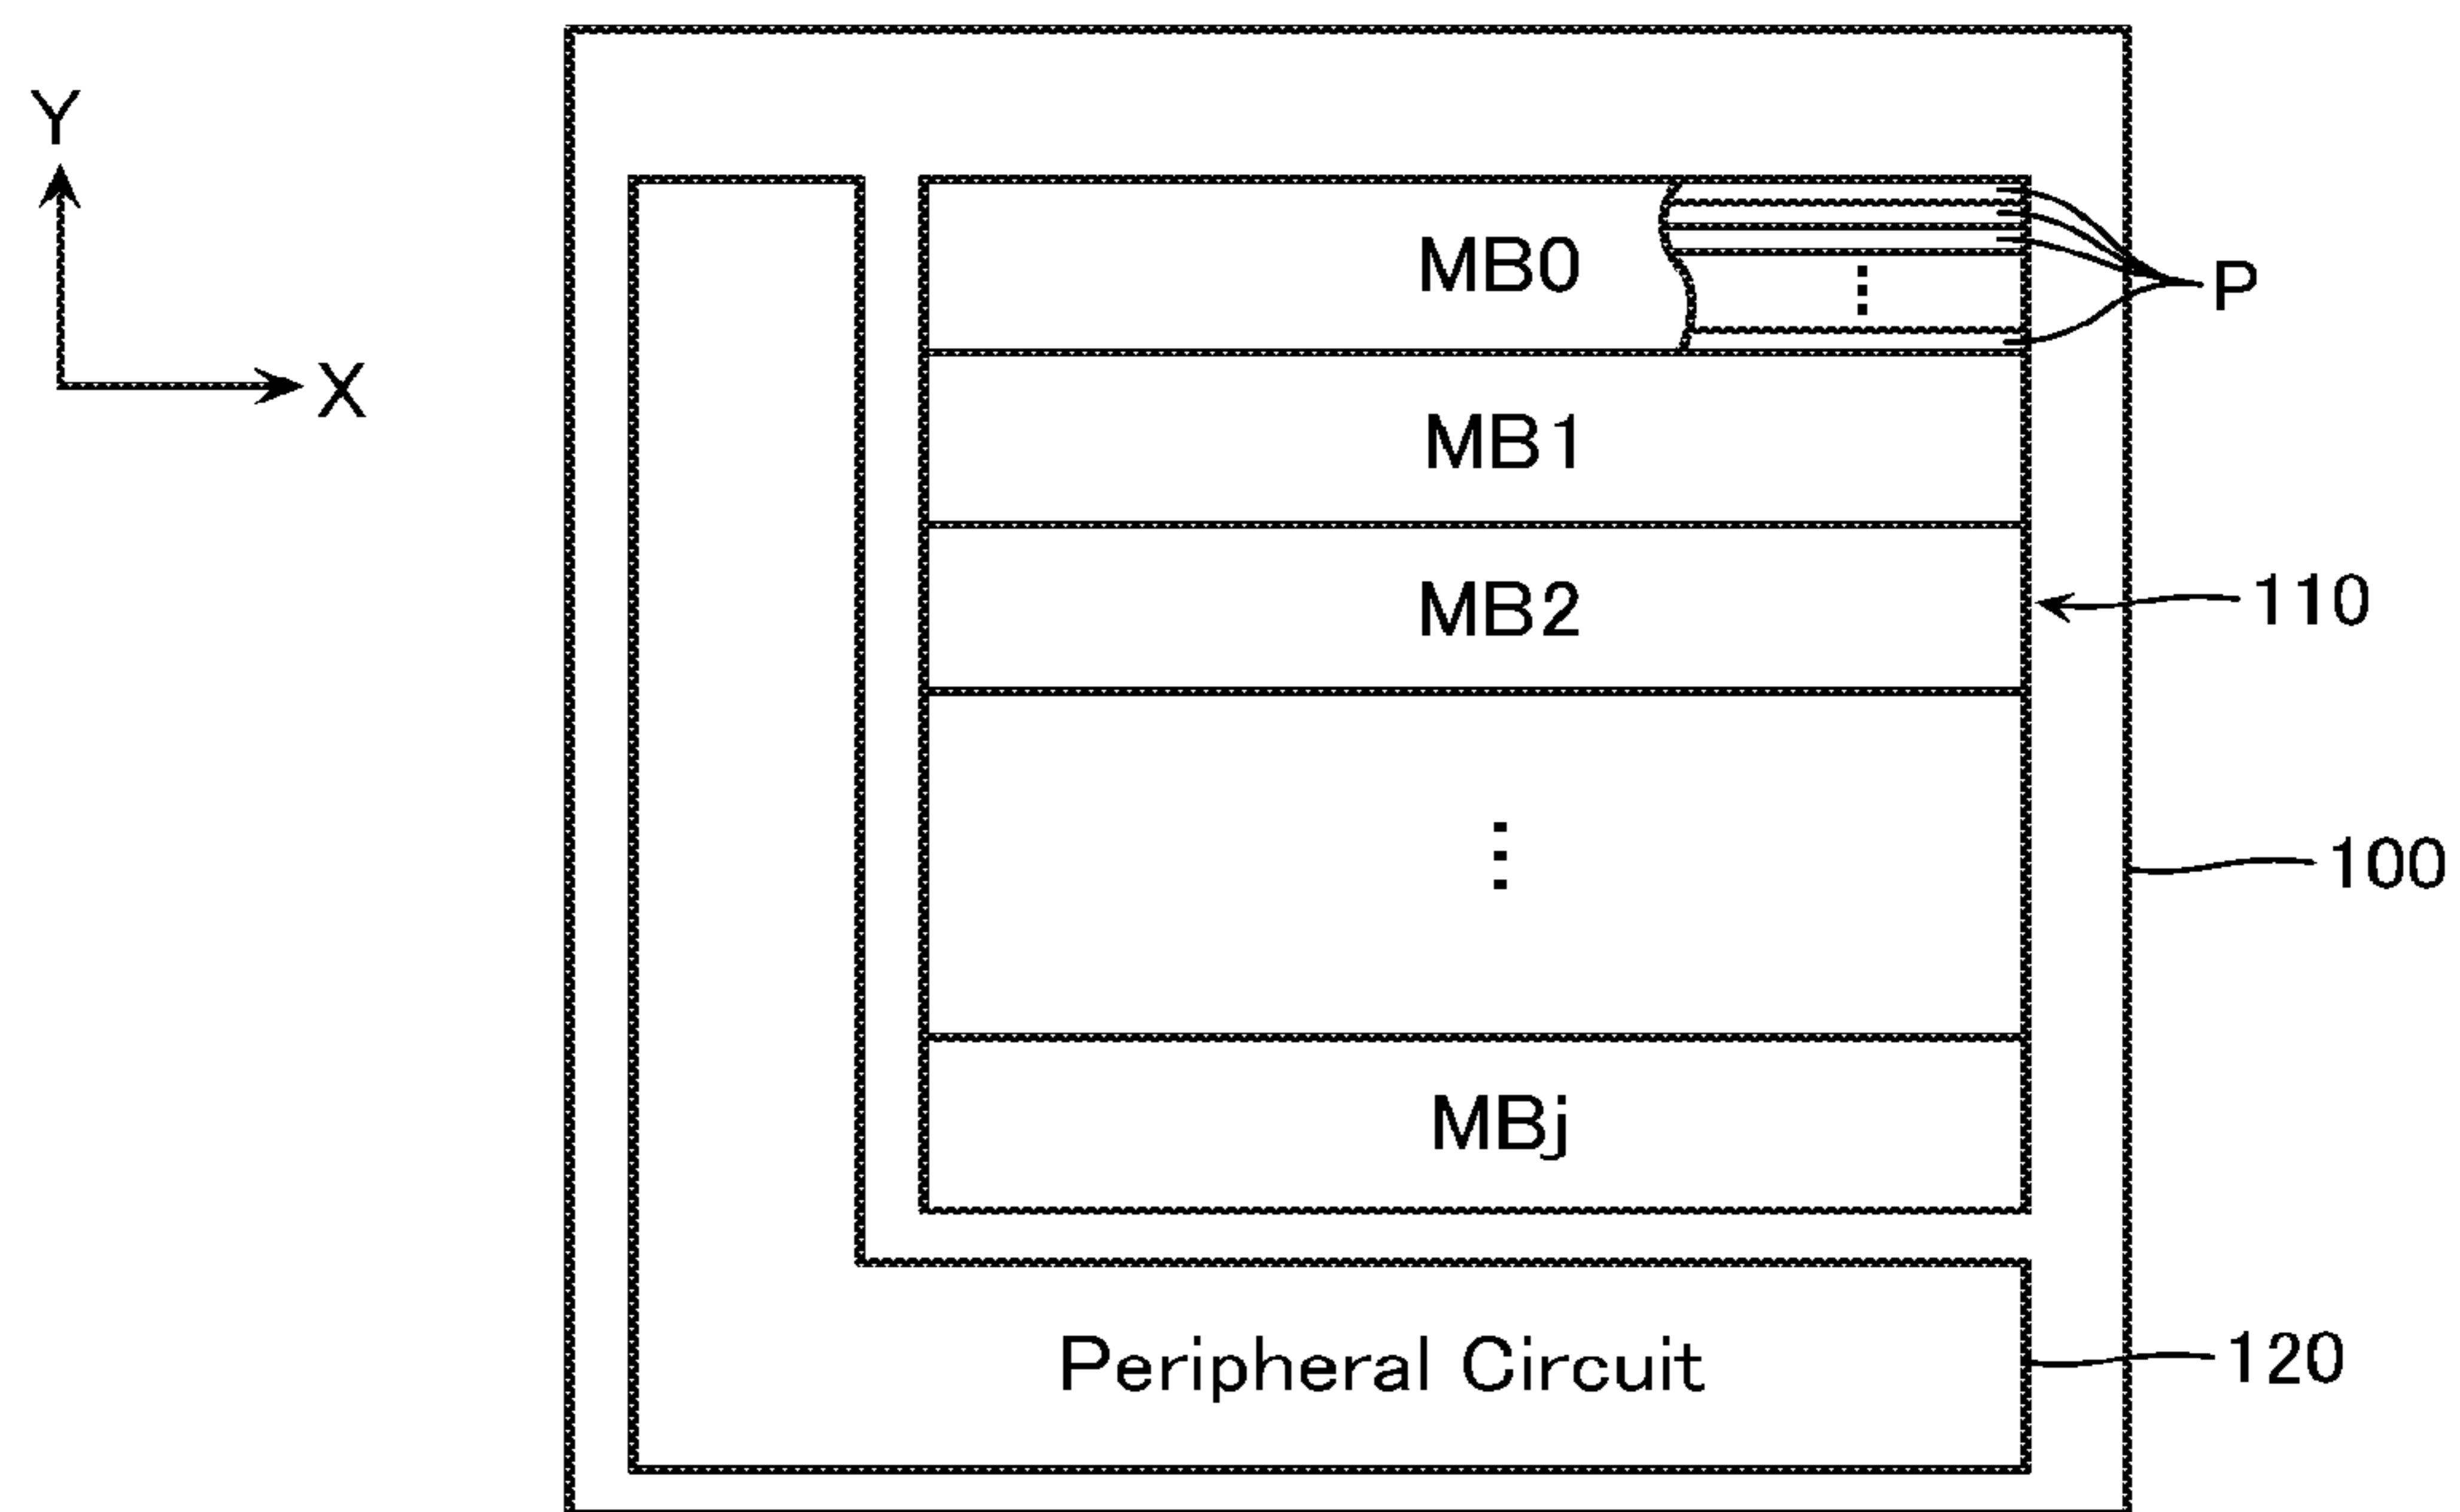 Y
MB0
P
X
MB1
MB2
110
100
MBj
Peripheral Circuit
120